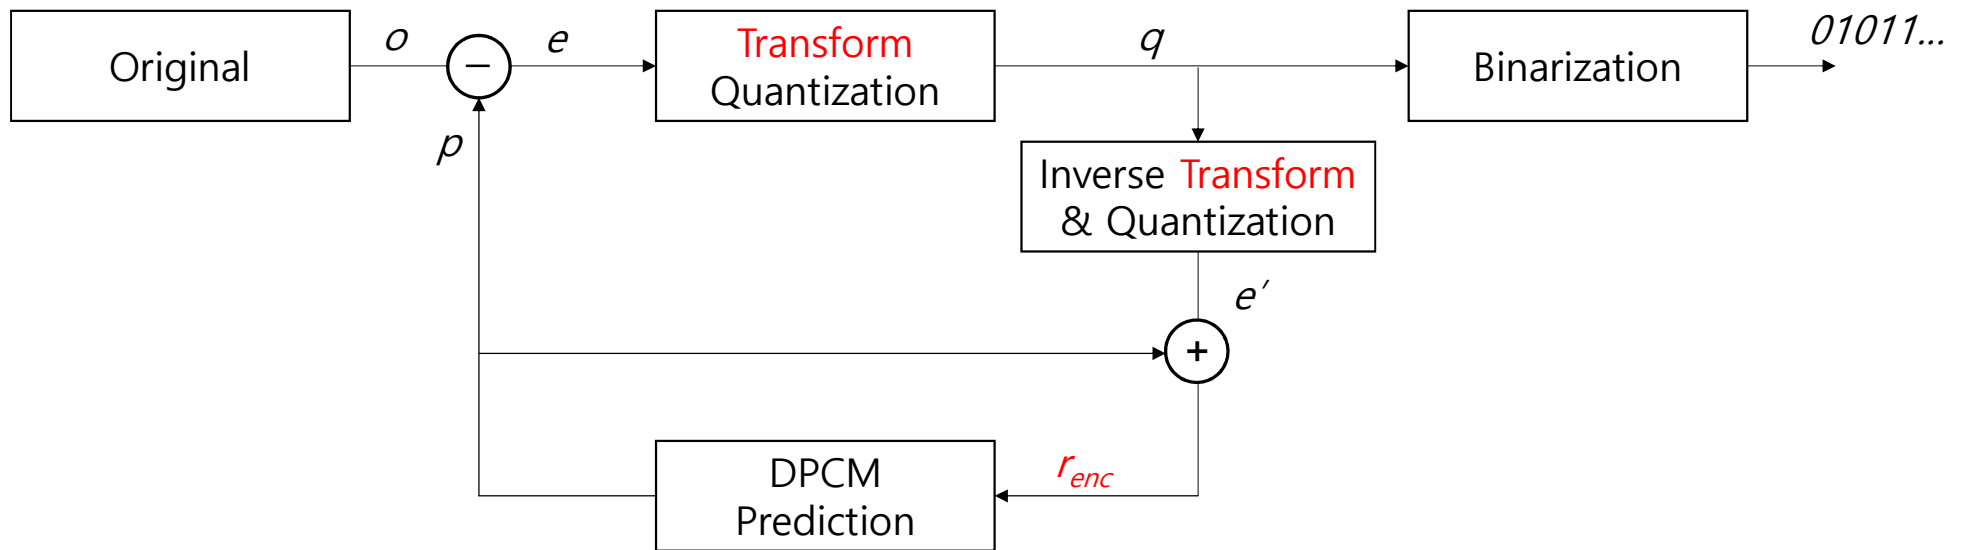 Original
o
−
e
Transform
Quantization
q
Binarization
01011...
p
Inverse Transform
& Quantization
e′
+
DPCM
Prediction
r_enc